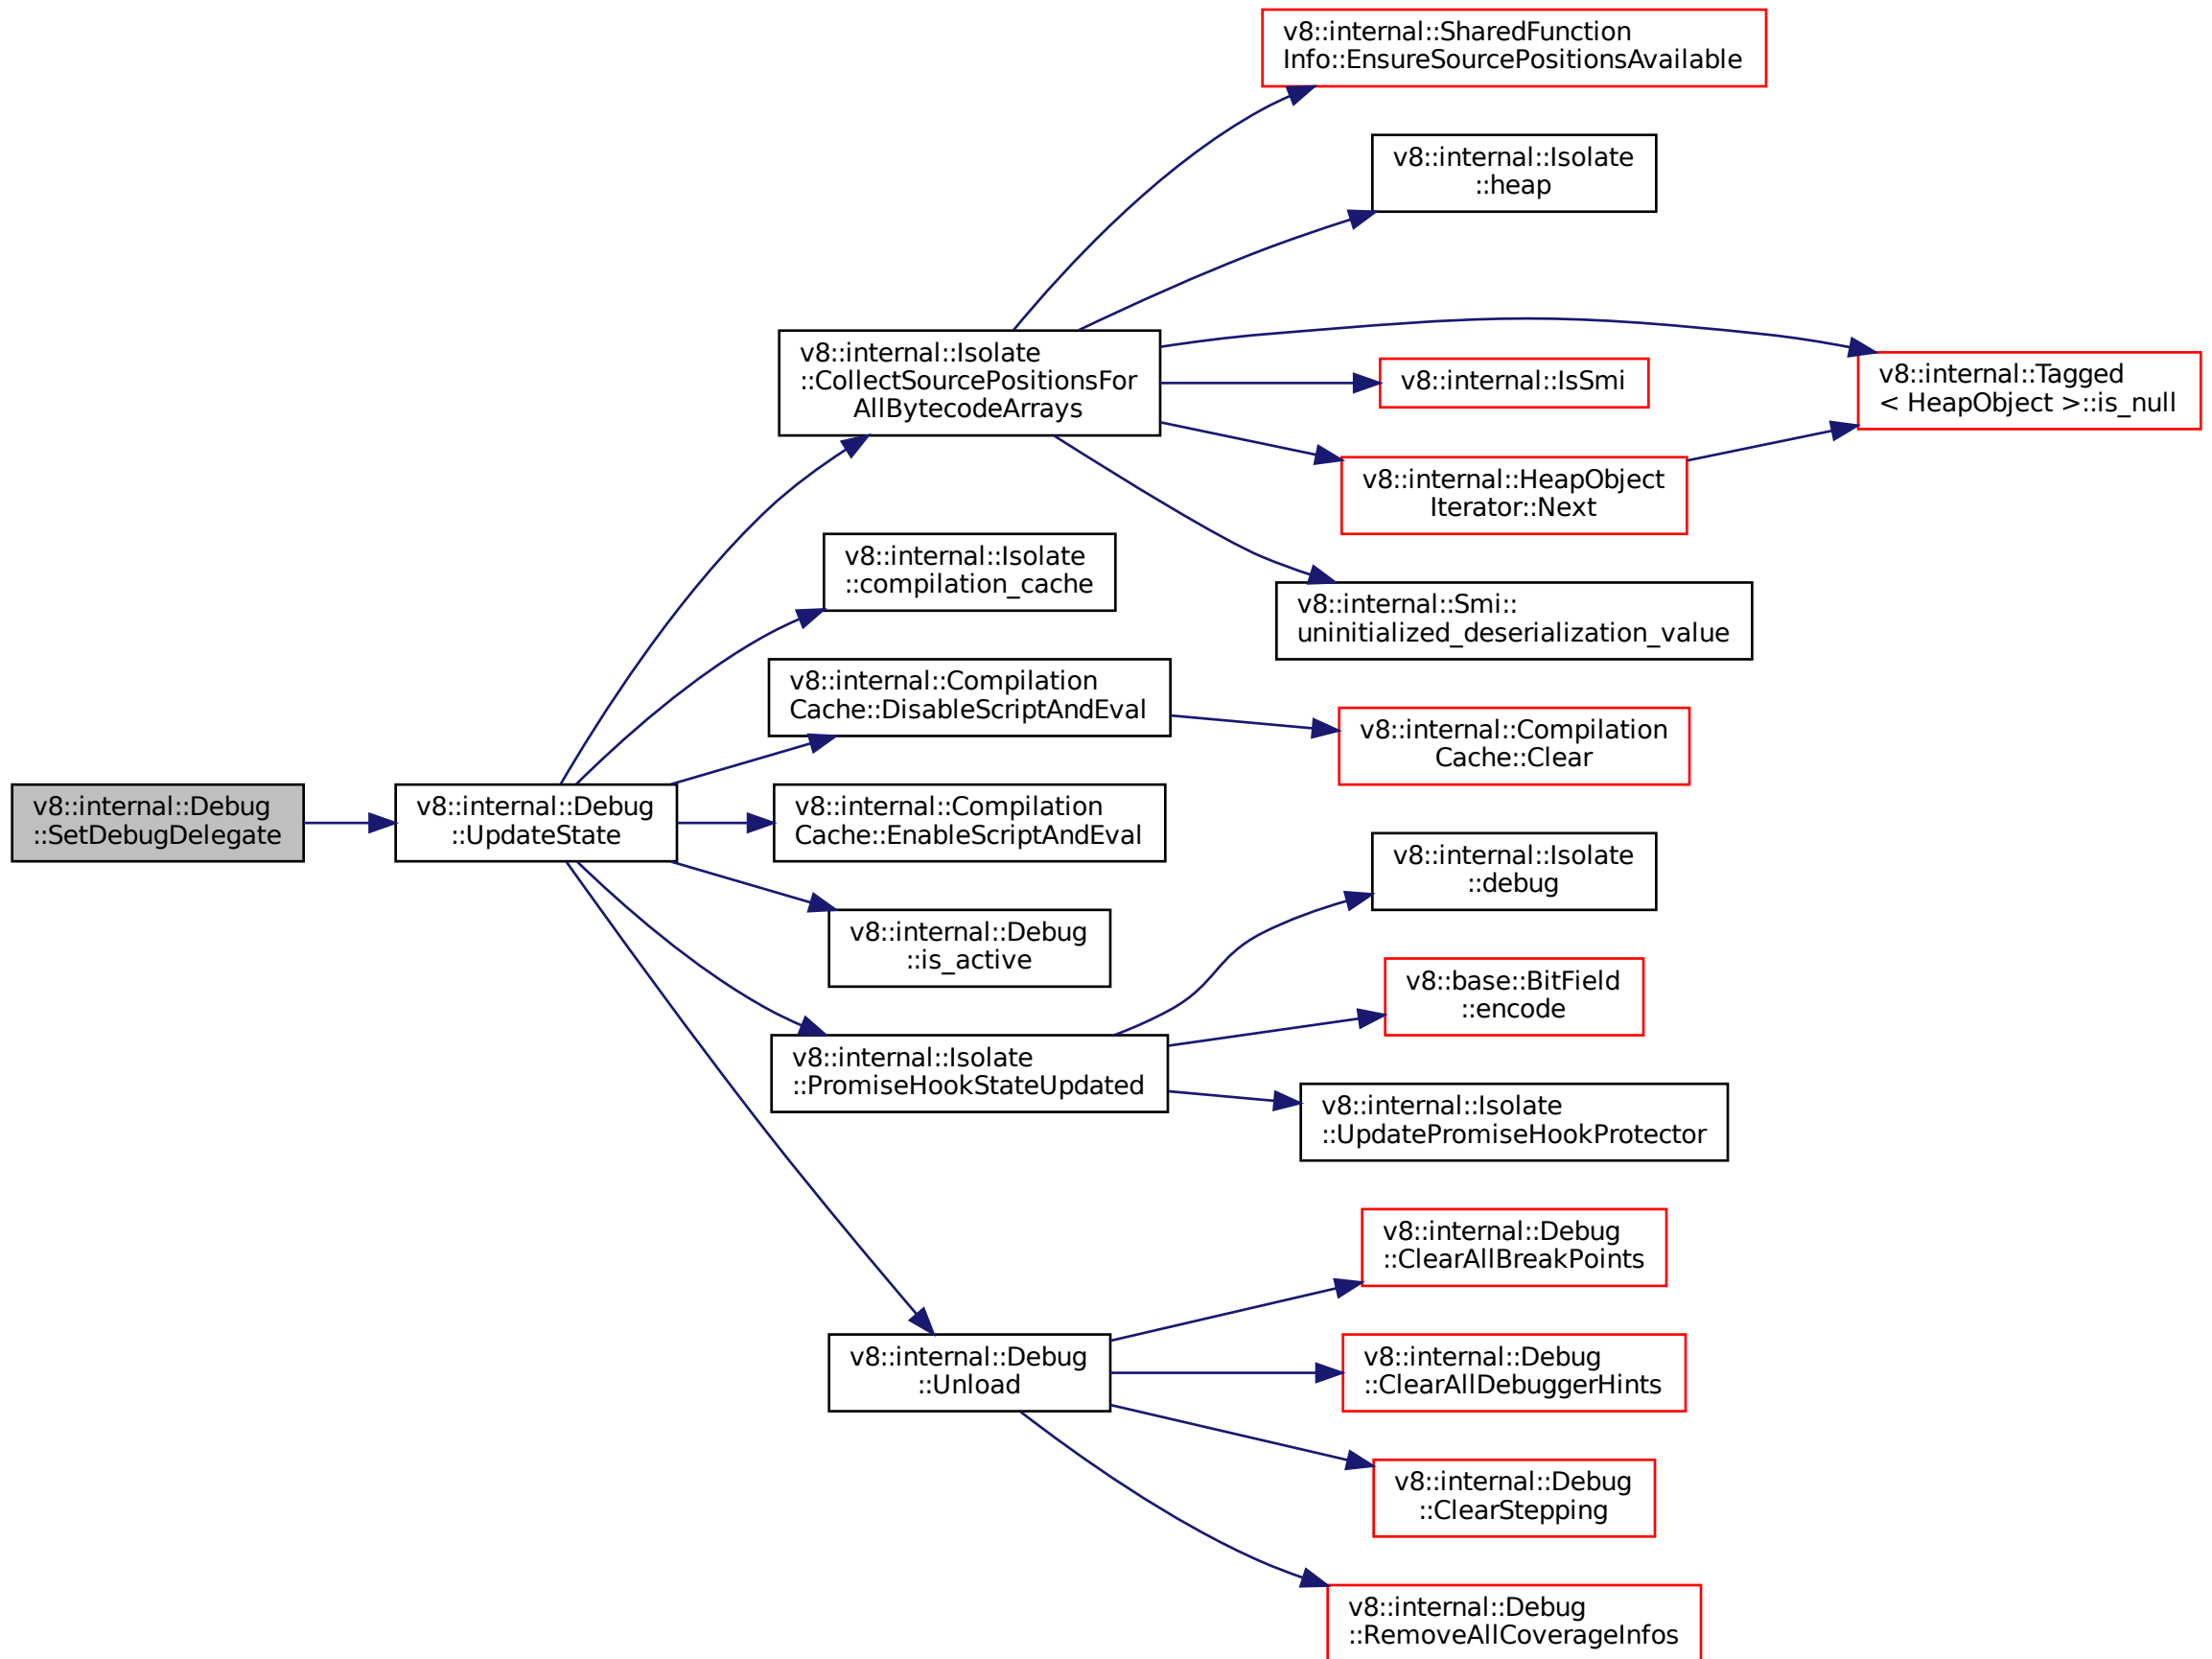 v8::internal::SharedFunction
Info::EnsureSourcePositionsAvailable
v8::internal::Isolate
::heap
v8::internal::Isolate
::CollectSourcePositionsFor
AllBytecodeArrays
v8::internal::IsSmi
v8::internal::Tagged
< HeapObject >::is_null
v8::internal::HeapObject
Iterator::Next
v8::internal::Isolate
::compilation_cache
v8::internal::Smi::
uninitialized_deserialization_value
v8::internal::Compilation
Cache::DisableScriptAndEval
v8::internal::Compilation
Cache::Clear
v8::internal::Debug
::SetDebugDelegate
v8::internal::Debug
::UpdateState
v8::internal::Compilation
Cache::EnableScriptAndEval
v8::internal::Isolate
::debug
v8::internal::Debug
::is_active
v8::base::BitField
::encode
v8::internal::Isolate
::PromiseHookStateUpdated
v8::internal::Isolate
::UpdatePromiseHookProtector
v8::internal::Debug
::ClearAllBreakPoints
v8::internal::Debug
::Unload
v8::internal::Debug
::ClearAllDebuggerHints
v8::internal::Debug
::ClearStepping
v8::internal::Debug
::RemoveAllCoverageInfos